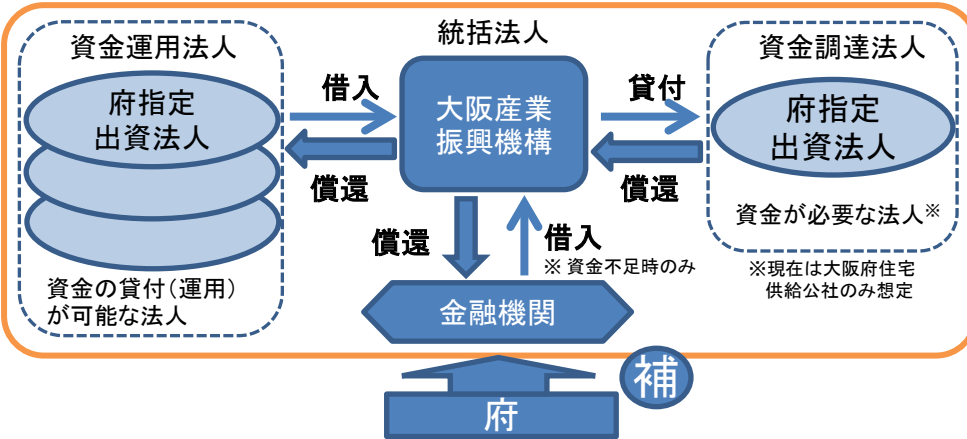 資金運用法人
府指定
出資法人
資金の貸付(運用)
が可能な法人
借入
償還
統括法人
大阪産業
振興機構
償還
借入
※ 資金不足時のみ
金融機関
貸付
償還
資金調達法人
府指定
出資法人
資金が必要な法人※
※現在は大阪府住宅
供給公社のみ想定
補
府